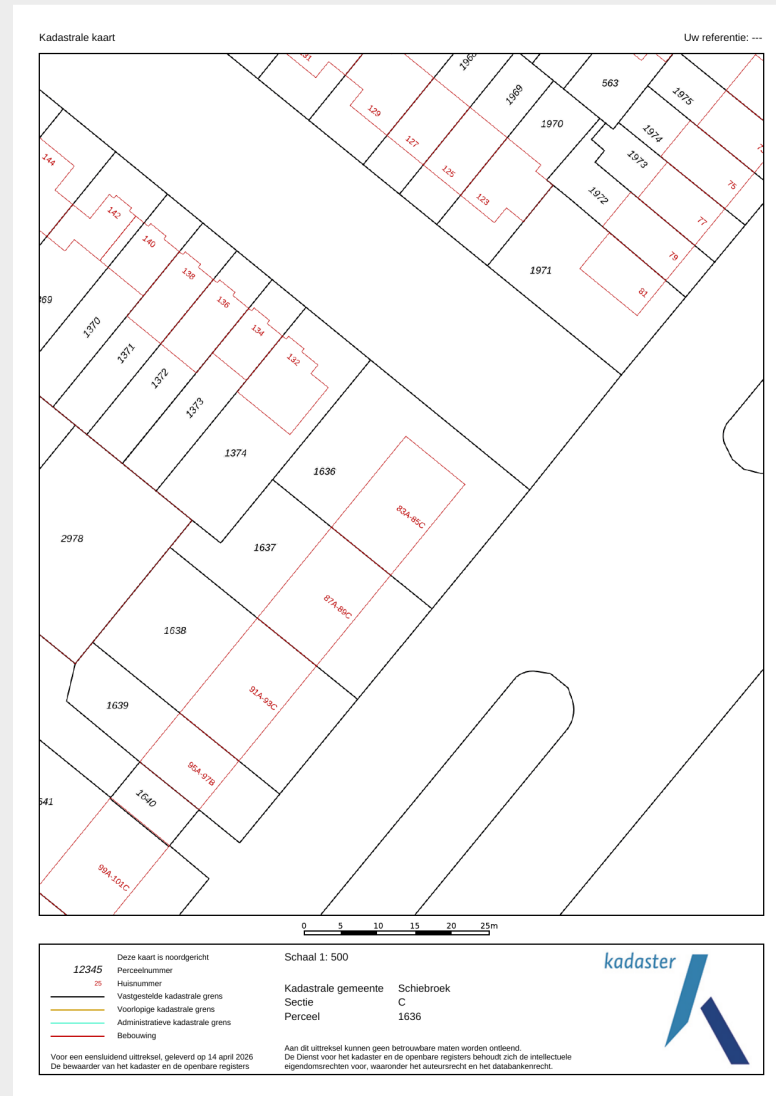 Kadastrale kaart
Uw referentie: ---
131
129
127
125
123
1968
1969
1970
563
1975
1974
1973
1972
1971
75
77
79
81
144
142
140
138
136
134
132
369
1370
1371
1372
1373
1374
1636
83A-85C
2978
1637
87A-89C
1638
91A-93C
1639
95A-97B
1640
541
99A-101C
0 5 10 15 20 25m
12345
25
Deze kaart is noordgericht
Perceelnummer
Huisnummer
Vastgestelde kadastrale grens
Voorlopige kadastrale grens
Administratieve kadastrale grens
Bebouwing
Voor een eensluidend uittreksel, geleverd op 14 april 2026
De bewaarder van het kadaster en de openbare registers
Schaal 1: 500
Kadastrale gemeente Schiebroek
Sectie C
Perceel 1636
Aan dit uittreksel kunnen geen betrouwbare maten worden ontleend.
De Dienst voor het kadaster en de openbare registers behoudt zich de intellectuele
eigendomsrechten voor, waaronder het auteursrecht en het databankenrecht.
kadaster